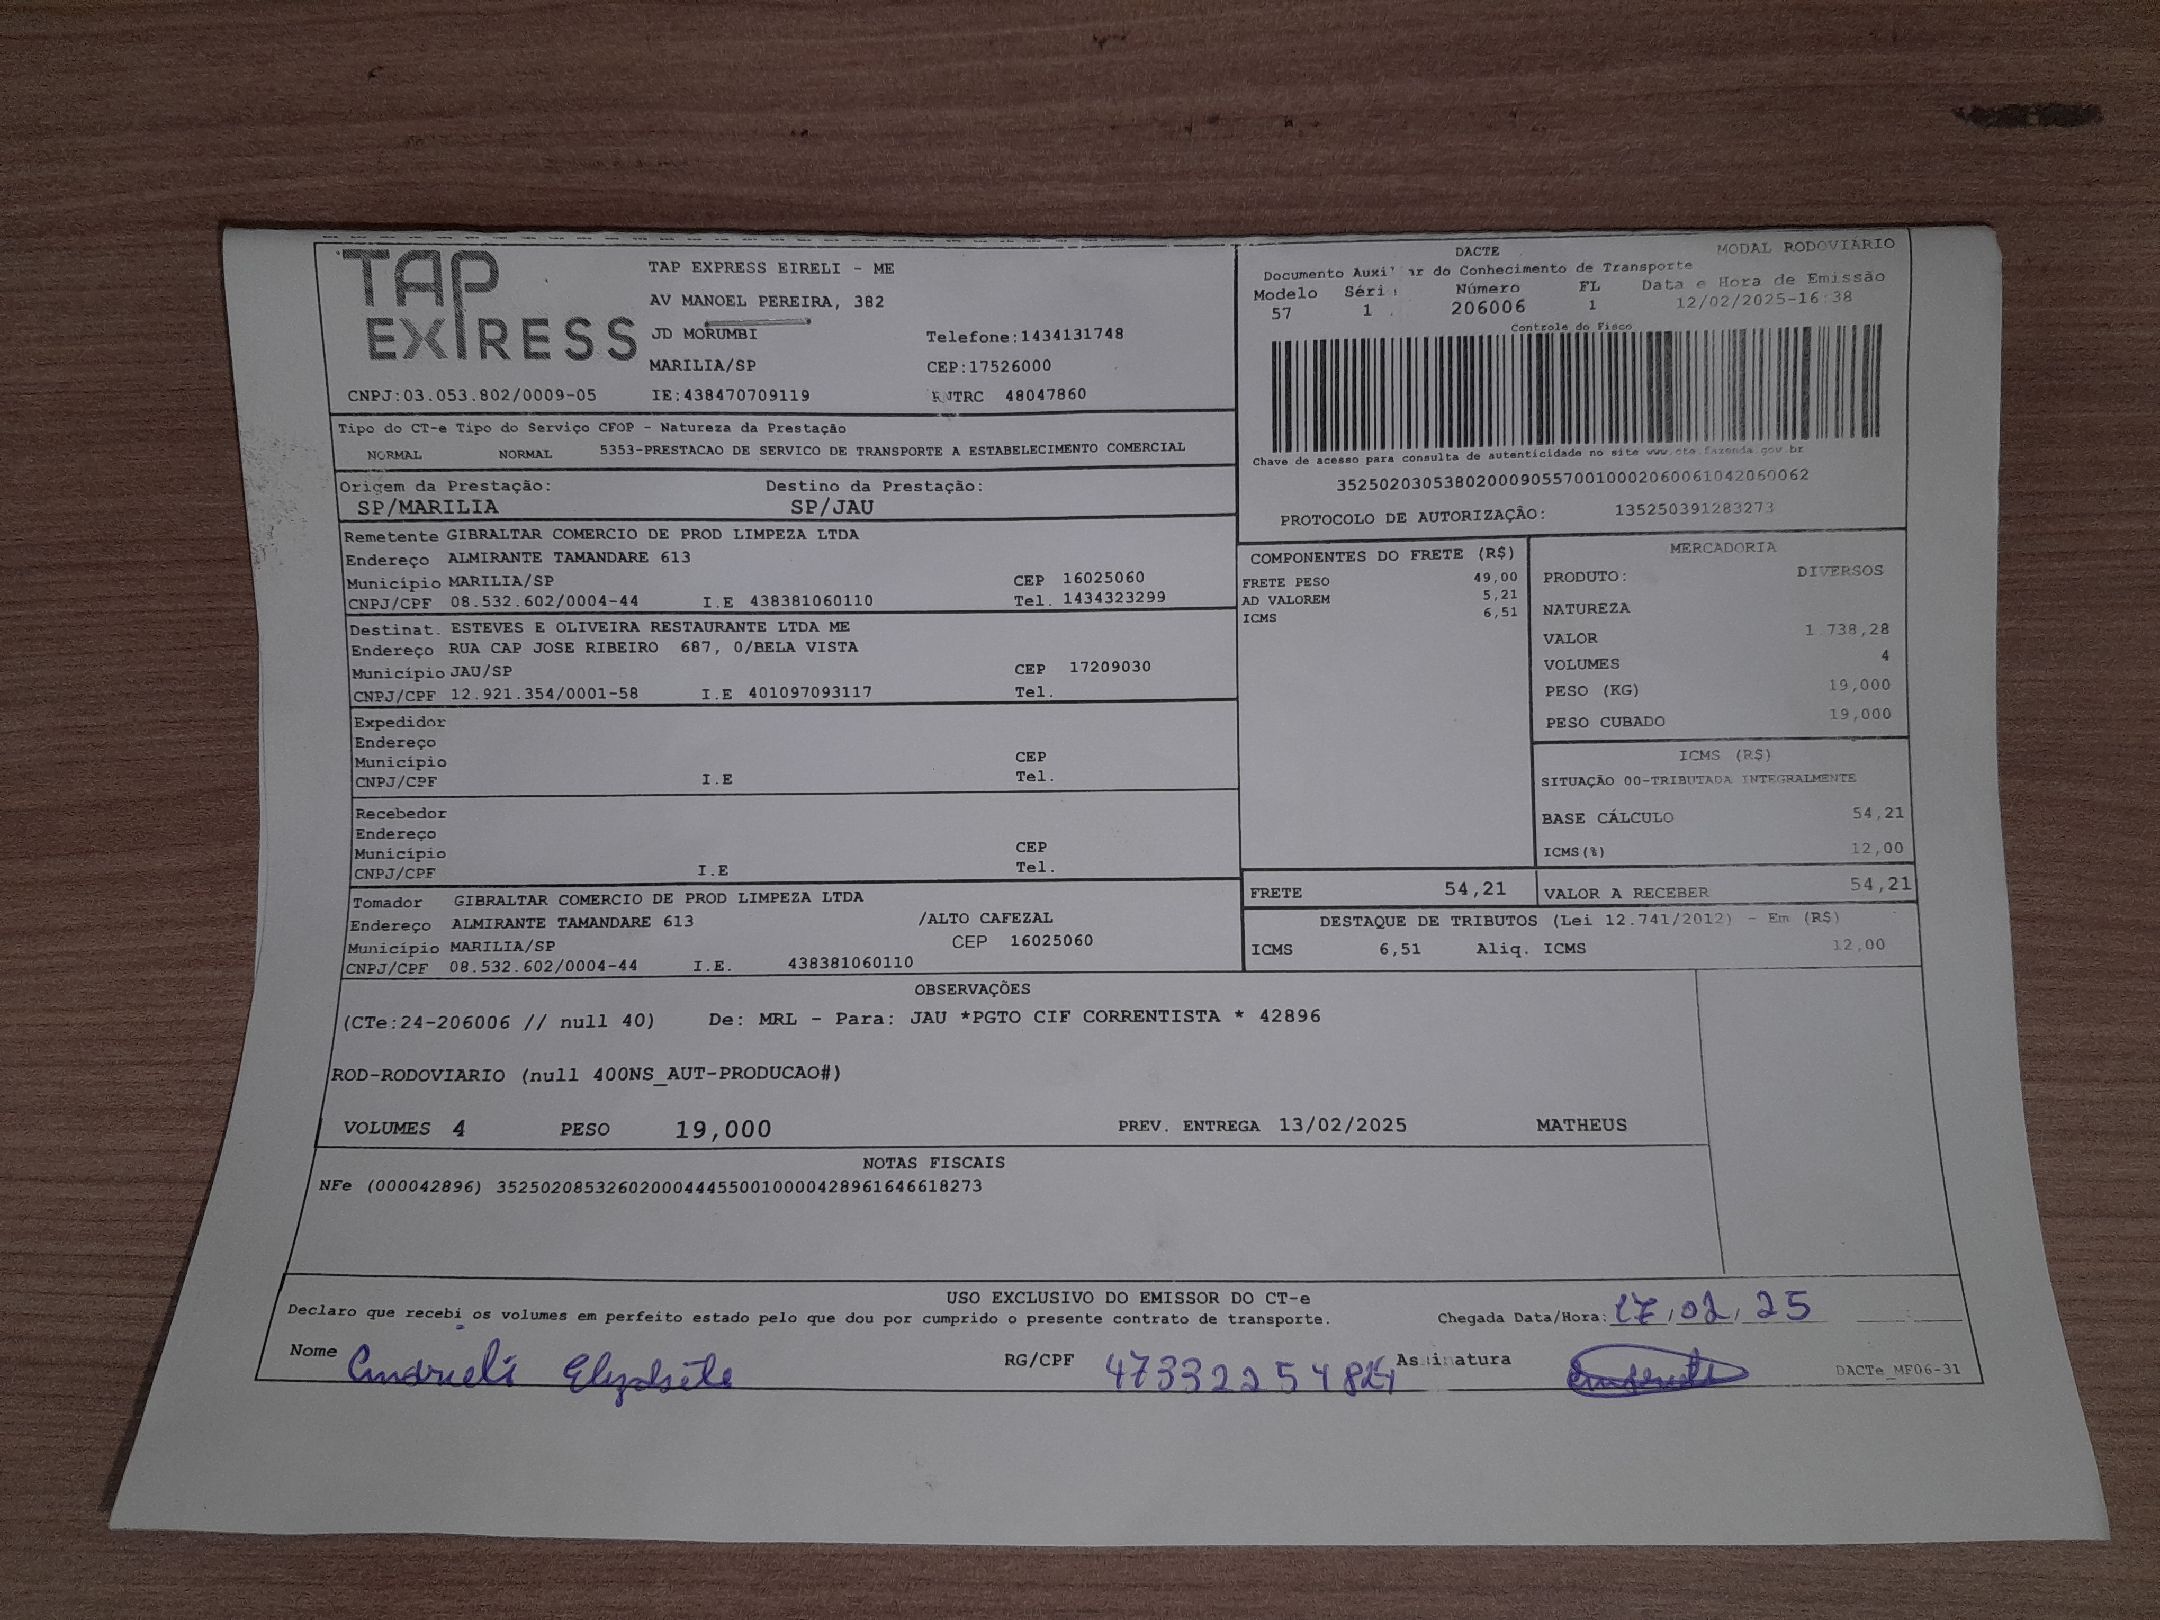 TAP
EXPRESS
TAP EXPRESS EIRELI - ME
AV MANOEL PEREIRA, 382
JD MORUMBI Telefone:1434131748
MARILIA/SP CEP:17526000
CNPJ:03.053.802/0009-05 IE:438470709119 RNTRC 48047860
DACTE MODAL RODOVIÁRIO
Documento Auxiliar do Conhecimento de Transporte
Modelo Série Número FL Data e Hora de Emissão
57 1 206006 1 12/02/2025-16:38
Controle do Fisco
Chave de acesso para consulta de autenticidade no site www.cte.fazenda.gov.br
35250203053802000905570010002060061042060062
PROTOCOLO DE AUTORIZAÇÃO: 135250391283273
Tipo do CT-e Tipo do Serviço CFOP - Natureza da Prestação
NORMAL NORMAL 5353-PRESTACAO DE SERVICO DE TRANSPORTE A ESTABELECIMENTO COMERCIAL
Origem da Prestação: Destino da Prestação:
SP/MARILIA SP/JAU
Remetente GIBRALTAR COMERCIO DE PROD LIMPEZA LTDA
Endereço ALMIRANTE TAMANDARE 613
Município MARILIA/SP CEP 16025060
CNPJ/CPF 08.532.602/0004-44 I.E 438381060110 Tel. 1434323299
Destinat. ESTEVES E OLIVEIRA RESTAURANTE LTDA ME
Endereço RUA CAP JOSE RIBEIRO 687, 0/BELA VISTA
Município JAU/SP CEP 17209030
CNPJ/CPF 12.921.354/0001-58 I.E 401097093117 Tel.
Expedidor
Endereço
Município CEP
CNPJ/CPF I.E Tel.
Recebedor
Endereço
Município CEP
CNPJ/CPF I.E Tel.
Tomador GIBRALTAR COMERCIO DE PROD LIMPEZA LTDA
Endereço ALMIRANTE TAMANDARE 613 /ALTO CAFEZAL
Município MARILIA/SP CEP 16025060
CNPJ/CPF 08.532.602/0004-44 I.E. 438381060110
COMPONENTES DO FRETE (R$)
FRETE PESO 49,00
AD VALOREM 5,21
ICMS 6,51
MERCADORIA
PRODUTO: DIVERSOS
NATUREZA
VALOR 1.738,28
VOLUMES 4
PESO (KG) 19,000
PESO CUBADO 19,000
ICMS (R$)
SITUAÇÃO 00-TRIBUTADA INTEGRALMENTE
BASE CÁLCULO 54,21
ICMS(%) 12,00
FRETE 54,21 VALOR A RECEBER 54,21
DESTAQUE DE TRIBUTOS (Lei 12.741/2012) - Em (R$)
ICMS 6,51 Aliq. ICMS 12,00
OBSERVAÇÕES
(CTe:24-206006 // null 40) De: MRL - Para: JAU *PGTO CIF CORRENTISTA * 42896
ROD-RODOVIARIO (null 400NS_AUT-PRODUCAO#)
VOLUMES 4 PESO 19,000 PREV. ENTREGA 13/02/2025 MATHEUS
NOTAS FISCAIS
NFe (000042896) 35250208532602000444550010000428961646618273
USO EXCLUSIVO DO EMISSOR DO CT-e
Declaro que recebi os volumes em perfeito estado pelo que dou por cumprido o presente contrato de transporte. Chegada Data/Hora: 17/02/25
Nome RG/CPF Assinatura DACTe_MF06-31